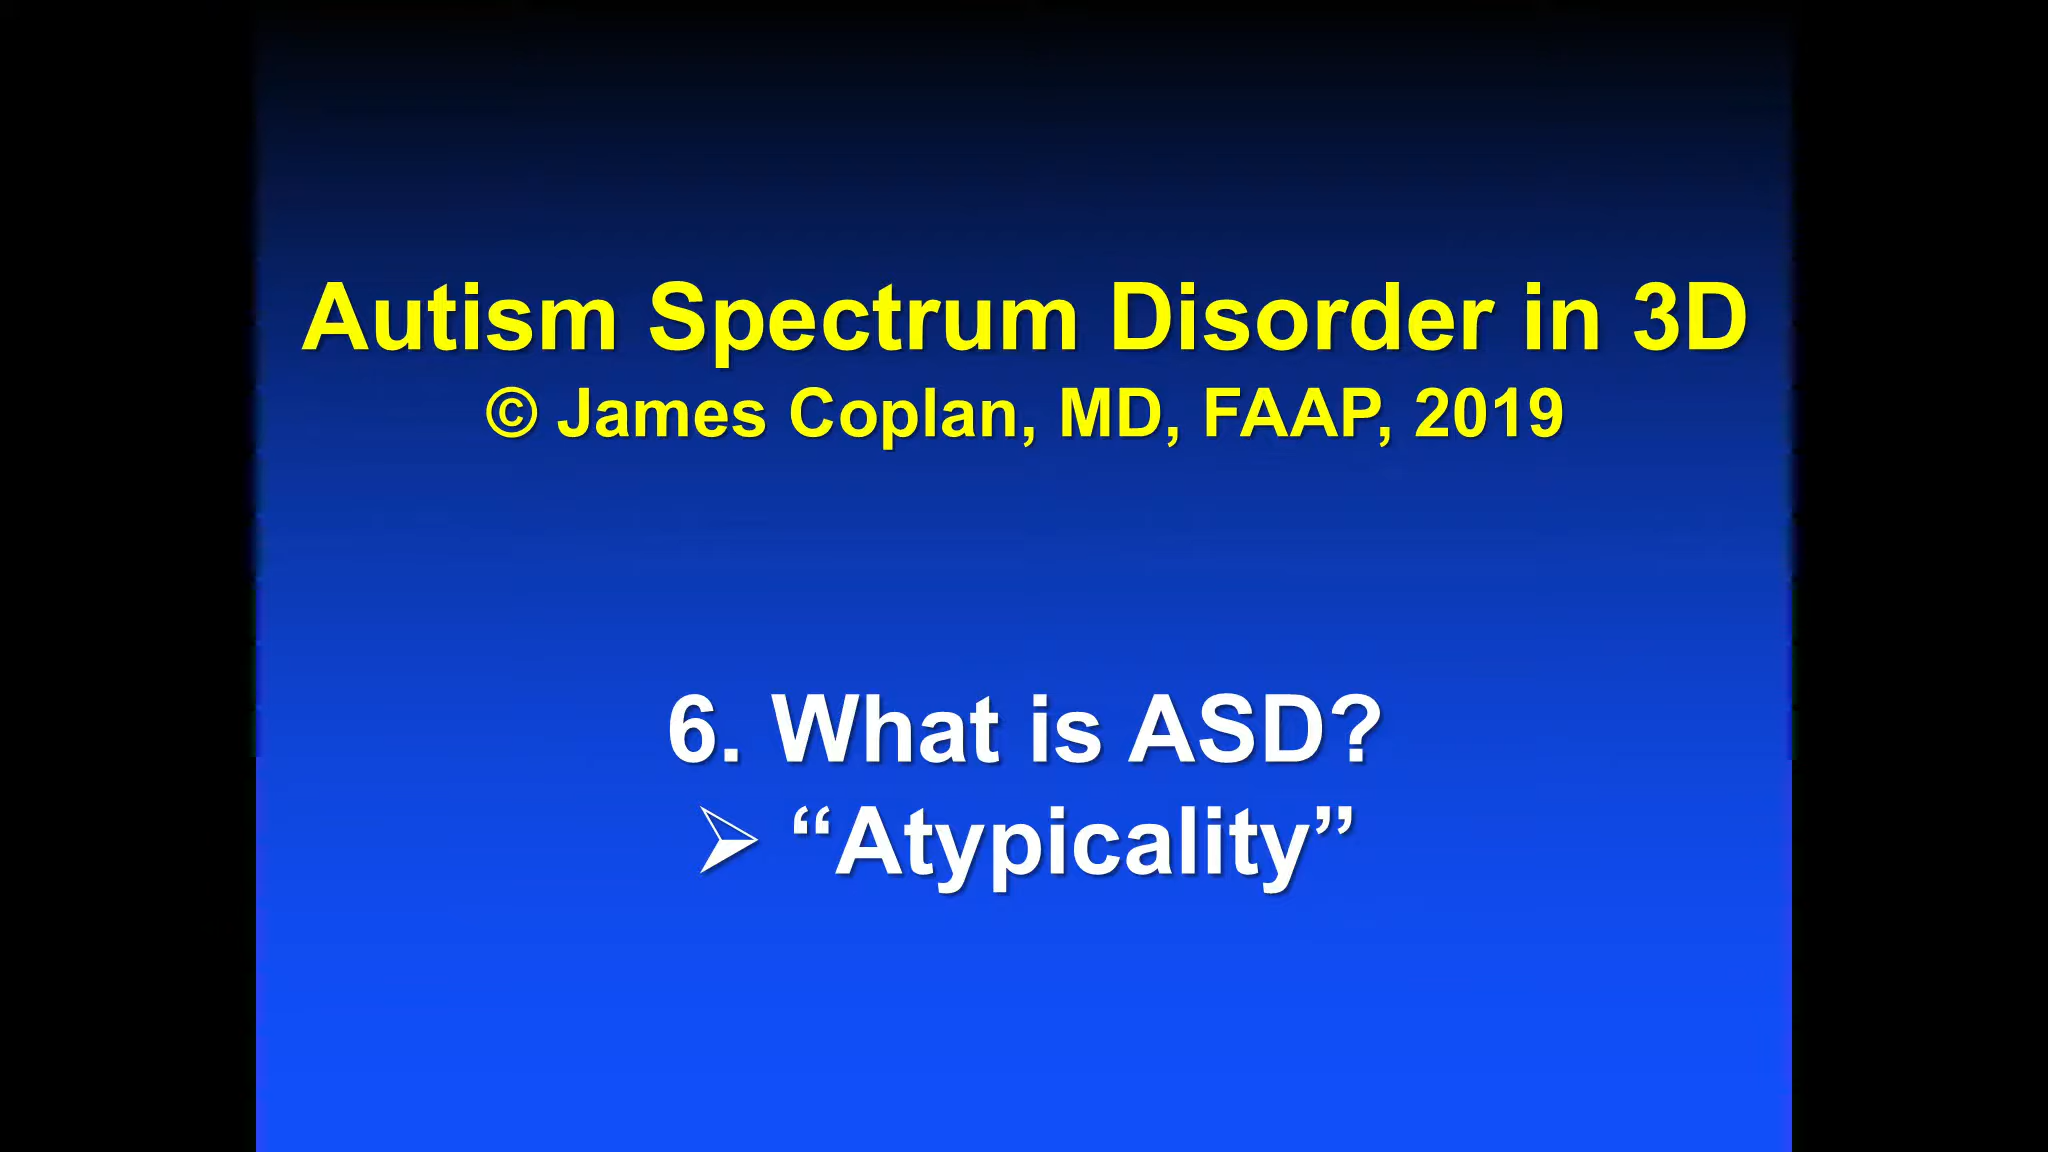 Autism Spectrum Disorder in 3D
© James Coplan, MD, FAAP, 2019
6. What is ASD?
➢ “Atypicality”